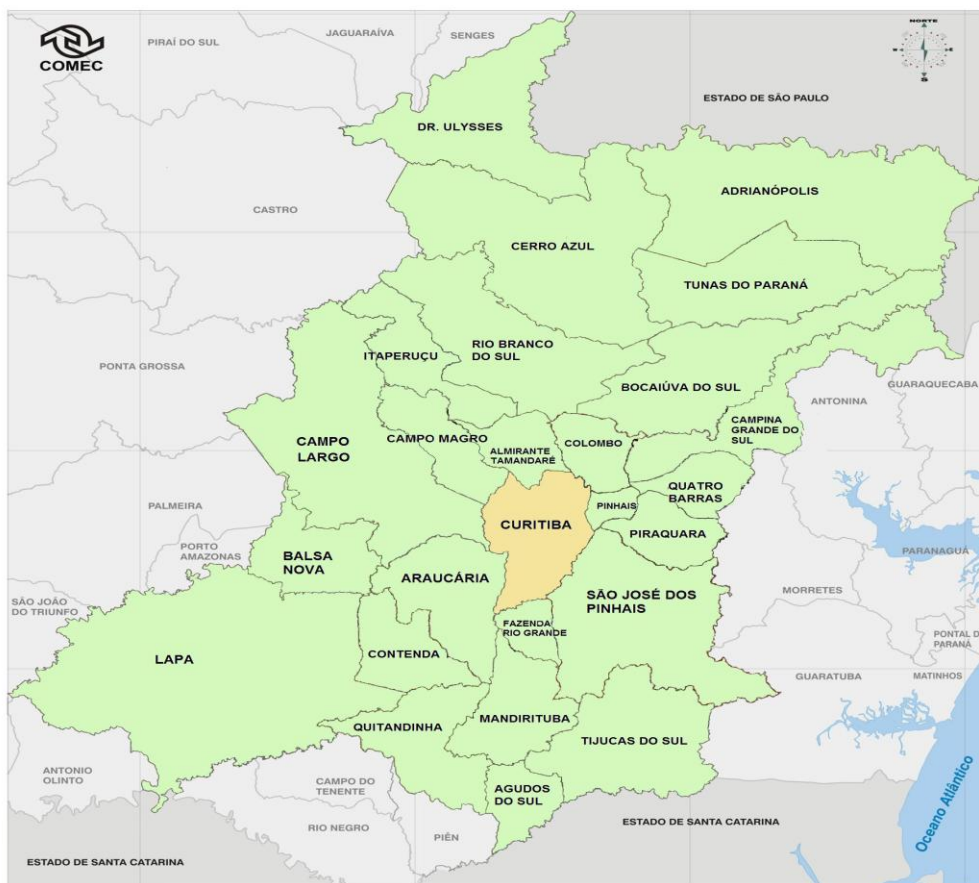 COMEC
PIRAÍ DO SUL
JAGUARAÍVA
SENGES
NORTE
S
ESTADO DE SÃO PAULO
DR. ULYSSES
ADRIANÓPOLIS
CASTRO
CERRO AZUL
TUNAS DO PARANÁ
RIO BRANCO
DO SUL
ITAPERUÇU
PONTA GROSSA
BOCAIÚVA DO SUL
GUARAQUEÇABA
ANTONINA
CAMPINA
GRANDE DO
SUL
CAMPO
LARGO
CAMPO MAGRO
ALMIRANTE
TAMANDARÉ
COLOMBO
QUATRO
BARRAS
PINHAIS
PALMEIRA
CURITIBA
PIRAQUARA
PORTO
AMAZONAS
BALSA
NOVA
PARANAGUÁ
ARAUCÁRIA
SÃO JOSÉ DOS
PINHAIS
MORRETES
SÃO JOÃO
DO TRIUNFO
FAZENDA
RIO GRANDE
PONTAL D
PARANÁ
LAPA
CONTENDA
GUARATUBA
MATINHOS
QUITANDINHA
MANDIRITUBA
TIJUCAS DO SUL
ANTONIO
OLINTO
CAMPO DO
TENENTE
AGUDOS
DO SUL
RIO NEGRO
PIÊN
ESTADO DE SANTA CATARINA
Oceano Atlântico
ESTADO DE SANTA CATARINA